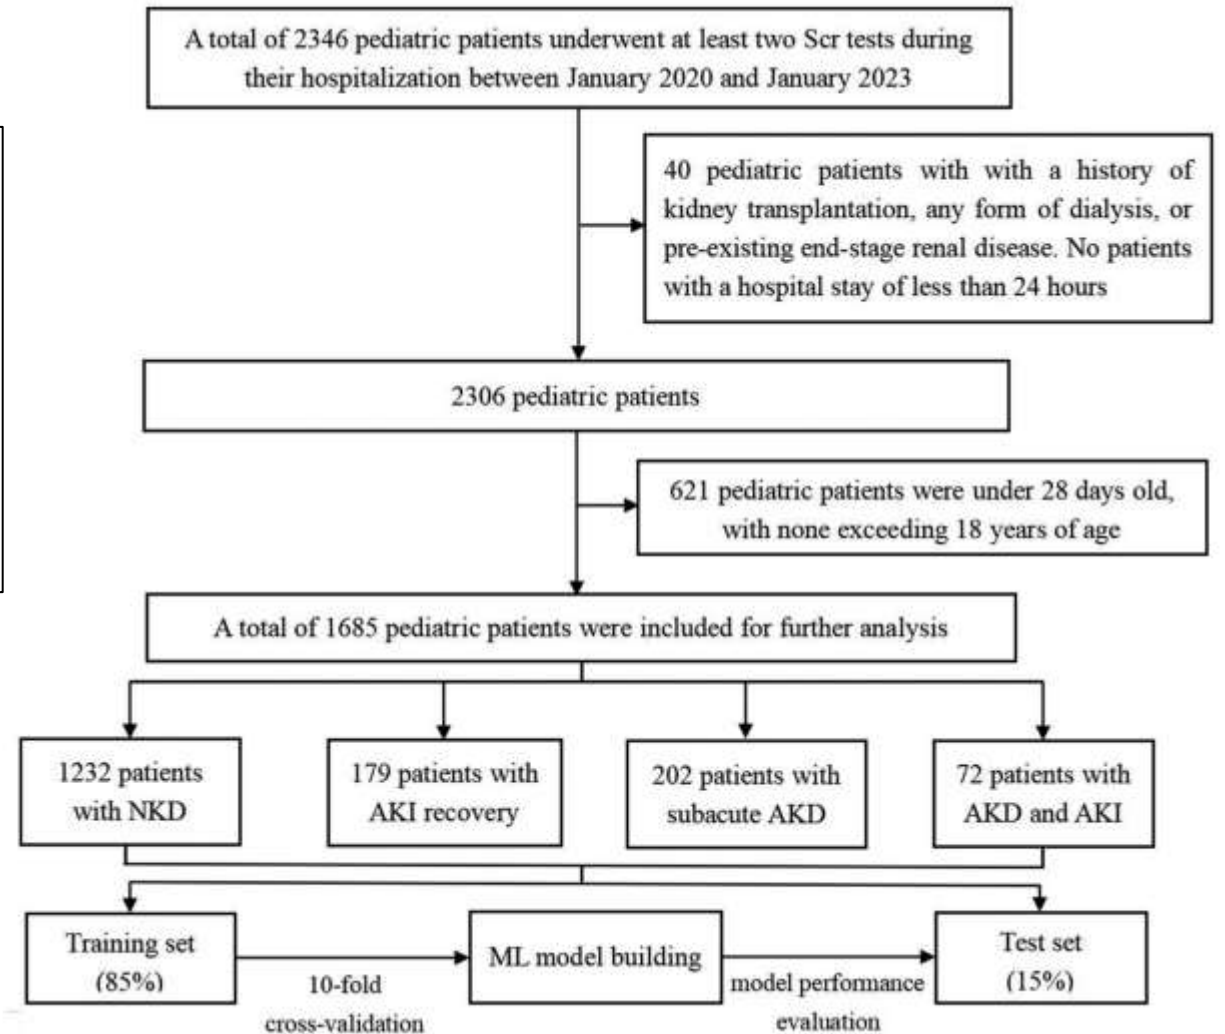 A total of 2346 pediatric patients underwent at least two Scr tests during
their hospitalization between January 2020 and January 2023
40 pediatric patients with with a history of
kidney transplantation, any form of dialysis, or
pre-existing end-stage renal disease. No patients
with a hospital stay of less than 24 hours
2306 pediatric patients
621 pediatric patients were under 28 days old,
with none exceeding 18 years of age
A total of 1685 pediatric patients were included for further analysis
1232 patients
with NKD
179 patients with
AKI recovery
202 patients with
subacute AKD
72 patients with
AKD and AKI
Training set
(85%)
10-fold
cross-validation
ML model building
model performance
evaluation
Test set
(15%)